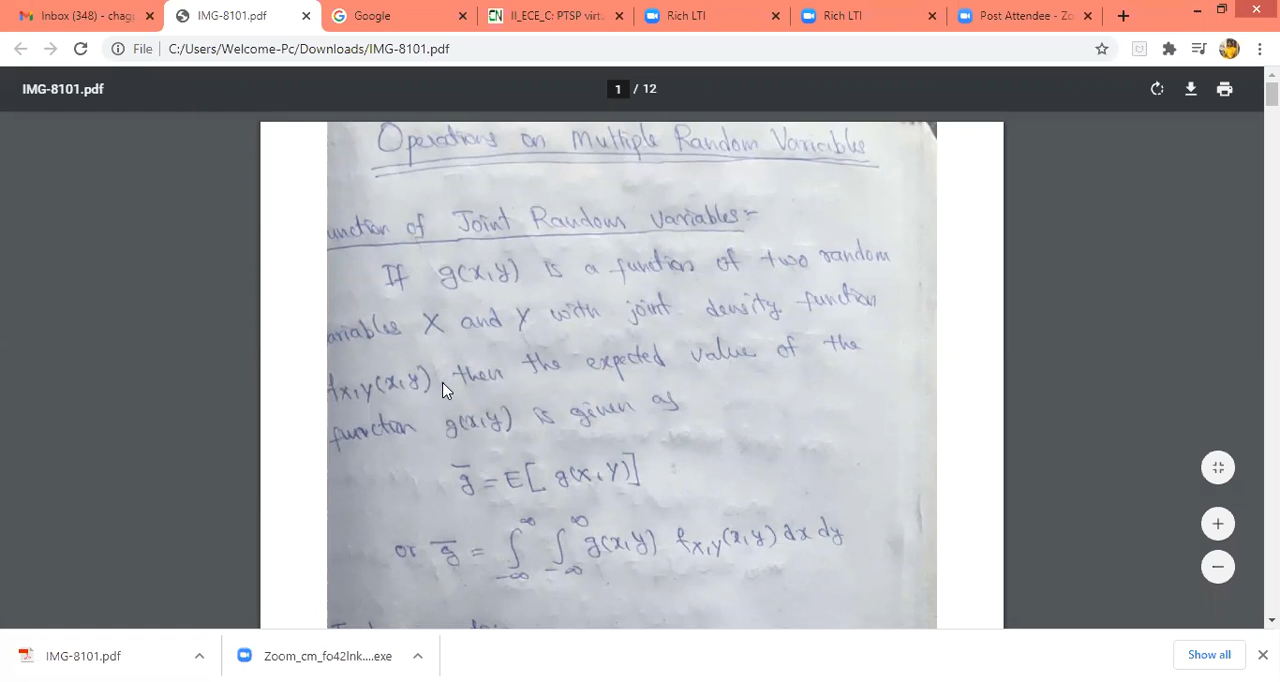 Inbox (348) - chag
IMG-8101.pdf
Google
II_ECE_C: PTSP virt
Rich LTI
Rich LTI
Post Attendee - Zo
File | C:/Users/Welcome-Pc/Downloads/IMG-8101.pdf
IMG-8101.pdf
1 / 12
Operations on Multiple Random Variables
unction of Joint Random Variables:-
If g(x,y) is a function of two random
ariables X and Y with joint density function
fX,Y(x,y), then the expected value of the
function g(x,y) is given as
g̅ = E[g(X,Y)]
or g̅ = ∫-∞^∞ ∫-∞^∞ g(x,y) fX,Y(x,y) dx dy
IMG-8101.pdf
Zoom_cm_fo42lnk....exe
Show all